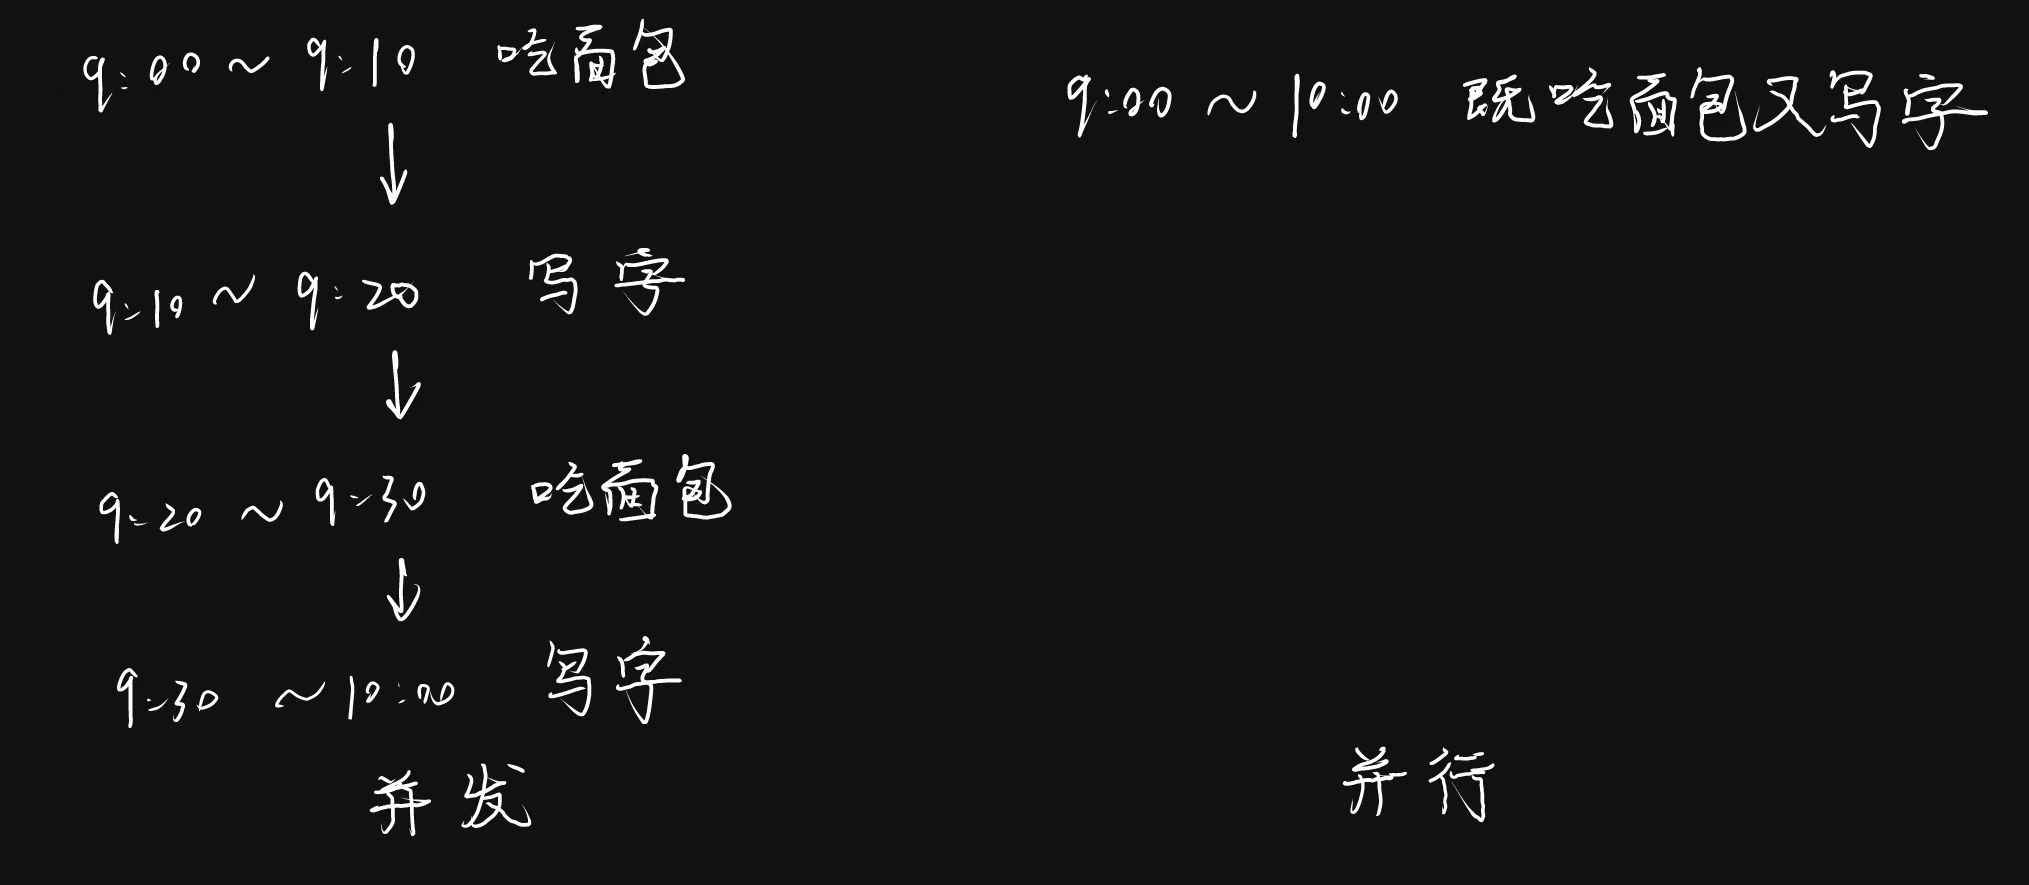 9:00 ~ 9:10 吃面包
↓
9:10 ~ 9:20 写字
↓
9:20 ~ 9:30 吃面包
↓
9:30 ~ 10:00 写字
并发
9:00 ~ 10:00 既吃面包又写字
并行